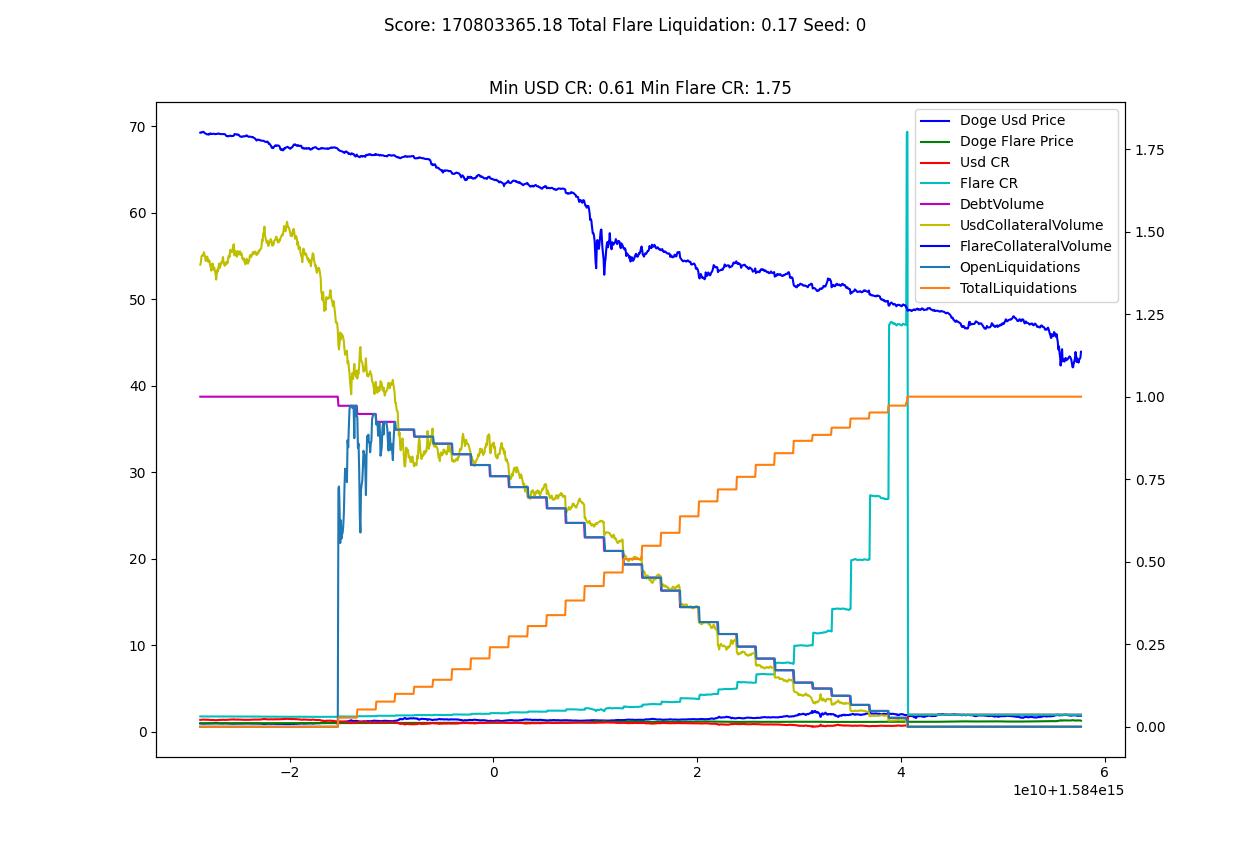 Score: 170803365.18 Total Flare Liquidation: 0.17 Seed: 0
Min USD CR: 0.61 Min Flare CR: 1.75
70
60
50
40
30
20
10
0
1.75
1.50
1.25
1.00
0.75
0.50
0.25
0.00
Doge Usd Price
Doge Flare Price
Usd CR
Flare CR
DebtVolume
UsdCollateralVolume
FlareCollateralVolume
OpenLiquidations
TotalLiquidations
−2 0 2 4 6
1e10+1.584e15